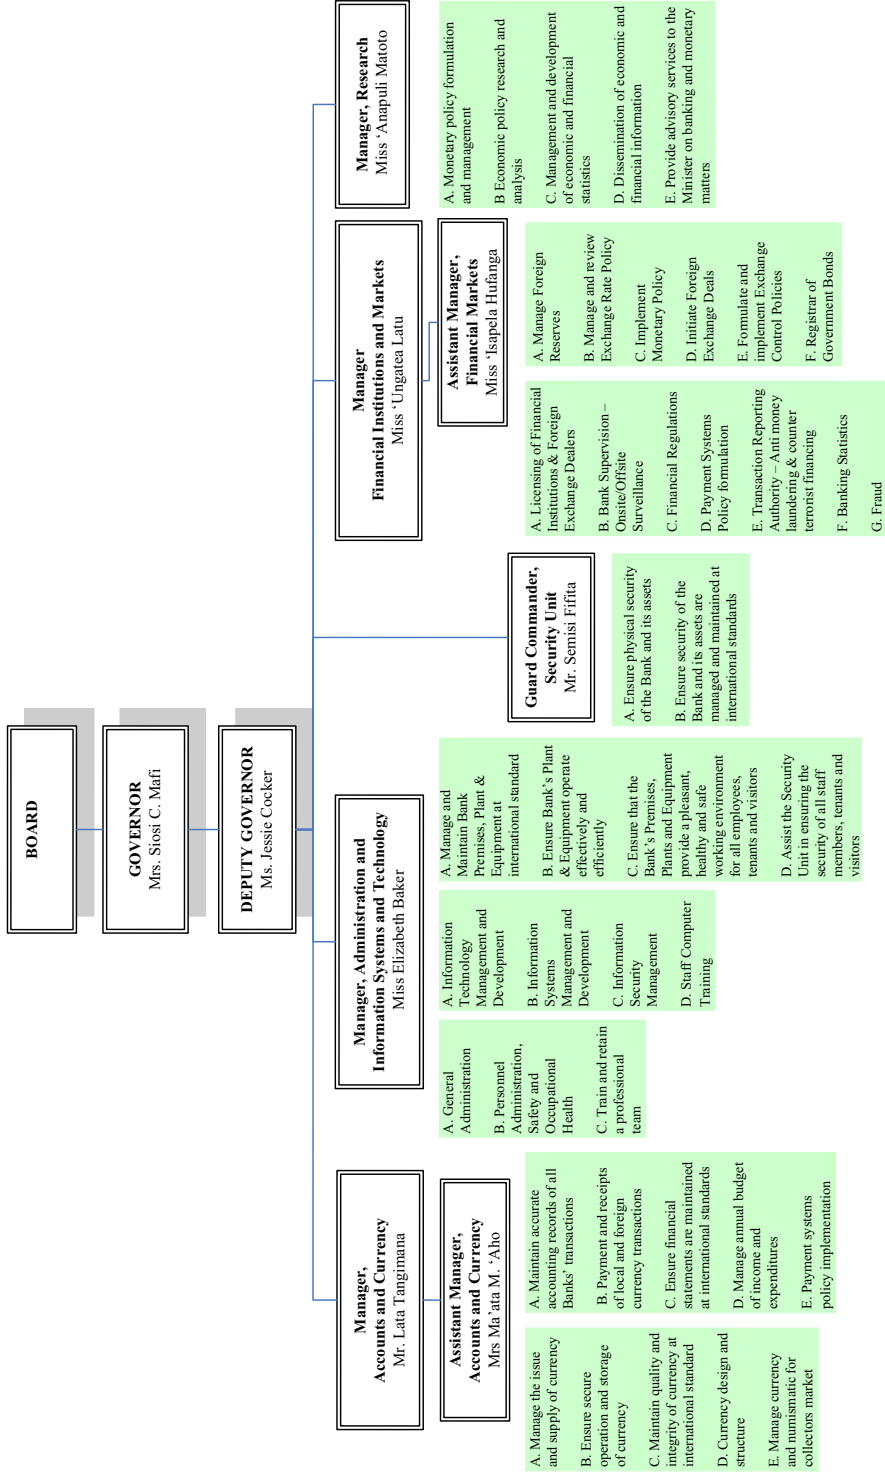 BOARD
GOVERNOR
Mrs. Siosi C. Mafi
DEPUTY GOVERNOR
Ms. Jessie Cocker
Manager,
Accounts and Currency
Mr. Lata Tangimana
Assistant Manager,
Accounts and Currency
Mrs Ma’ata M. ‘Aho
A. Manage the issue
and supply of currency
B. Ensure secure
operation and storage
of currency
C. Maintain quality and
integrity of currency at
international standard
D. Currency design and
structure
E. Manage currency
and numismatic for
collectors market
A. Maintain accurate
accounting records of all
Banks’ transactions
B. Payment and receipts
of local and foreign
currency transactions
C. Ensure financial
statements are maintained
at international standards
D. Manage annual budget
of income and
expenditures
E. Payment systems
policy implementation
Manager, Administration and
Information Systems and Technology
Miss Elizabeth Baker
A. General
Administration
B. Personnel
Administration,
Safety and
Occupational
Health
C. Train and retain
a professional
team
A. Information
Technology
Management and
Development
B. Information
Systems
Management and
Development
C. Information
Security
Management
D. Staff Computer
Training
A. Manage and
Maintain Bank
Premises, Plant &
Equipment at
international standard
B. Ensure Bank’s Plant
& Equipment operate
effectively and
efficiently
C. Ensure that the
Bank’s Premises,
Plants and Equipment
provide a pleasant,
healthy and safe
working environment
for all employees,
tenants and visitors
D. Assist the Security
Unit in ensuring the
security of all staff
members, tenants and
visitors
Guard Commander,
Security Unit
Mr. Semisi Fifita
A. Ensure physical security
of the Bank and its assets
B. Ensure security of the
Bank and its assets are
managed and maintained at
international standards
Manager
Financial Institutions and Markets
Miss ‘Ungatea Latu
Assistant Manager,
Financial Markets
Miss ‘Isapela Hufanga
A. Licensing of Financial
Institutions & Foreign
Exchange Dealers
B. Bank Supervision –
Onsite/Offsite
Surveillance
C. Financial Regulations
D. Payment Systems
Policy formulation
E. Transaction Reporting
Authority – Anti money
laundering & counter
terrorist financing
F. Banking Statistics
G. Fraud
A. Manage Foreign
Reserves
B. Manage and review
Exchange Rate Policy
C. Implement
Monetary Policy
D. Initiate Foreign
Exchange Deals
E. Formulate and
implement Exchange
Control Policies
F. Registrar of
Government Bonds
Manager, Research
Miss ‘Anapuli Matoto
A. Monetary policy formulation
and management
B Economic policy research and
analysis
C. Management and development
of economic and financial
statistics
D. Dissemination of economic and
financial information
E. Provide advisory services to the
Minister on banking and monetary
matters